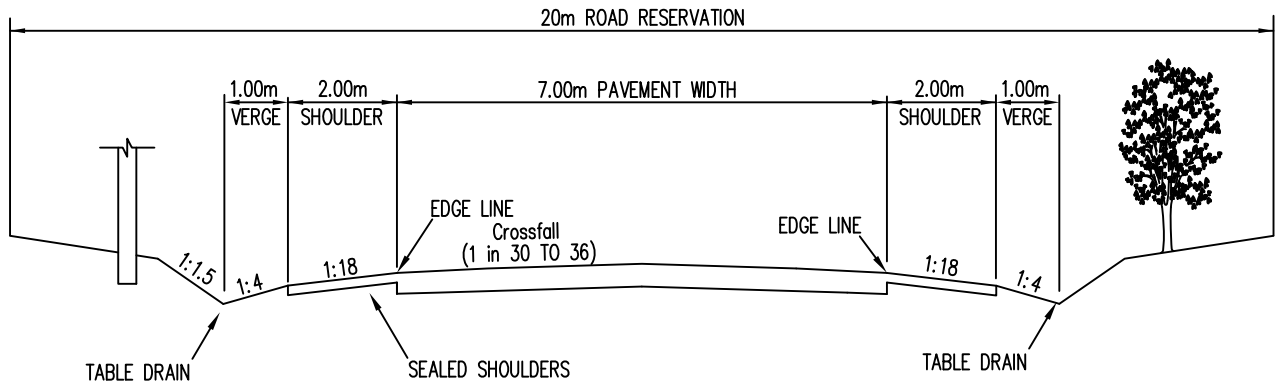 20m ROAD RESERVATION
1.00m
VERGE
2.00m
SHOULDER
7.00m PAVEMENT WIDTH
2.00m
SHOULDER
1.00m
VERGE
EDGE LINE
Crossfall
(1 in 30 TO 36)
EDGE LINE
1:1.5
1:4
1:18
1:18
1:4
TABLE DRAIN
SEALED SHOULDERS
TABLE DRAIN